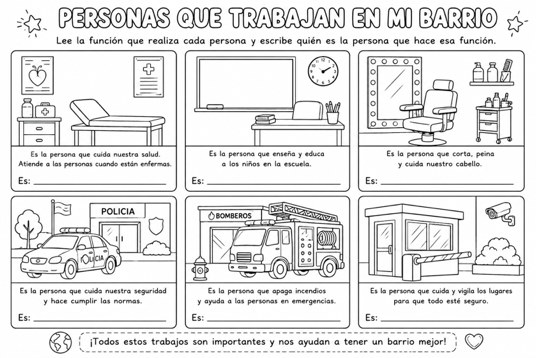 PERSONAS QUE TRABAJAN EN MI BARRIO
Lee la función que realiza cada persona y escribe quién es la persona que hace esa función.
Es la persona que cuida nuestra salud.
Atiende a las personas cuando están enfermas.
Es:
Es la persona que enseña y educa
a los niños en la escuela.
Es:
Es la persona que corta, peina
y cuida nuestro cabello.
Es:
POLICIA
POLICIA
Es la persona que cuida nuestra seguridad
y hace cumplir las normas.
Es:
BOMBEROS
Es la persona que apaga incendios
y ayuda a las personas en emergencias.
Es:
Es la persona que cuida y vigila los lugares
para que todo esté seguro.
Es:
¡Todos estos trabajos son importantes y nos ayudan a tener un barrio mejor!